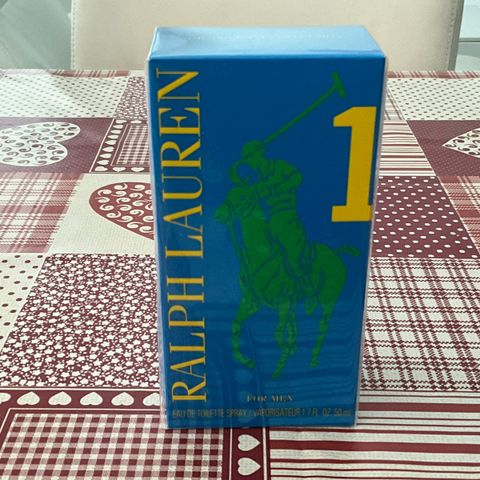 RALPH LAUREN
1
FOR MEN
EAU DE TOILETTE SPRAY / VAPORISATEUR 1.7 FL. OZ. 50 ml